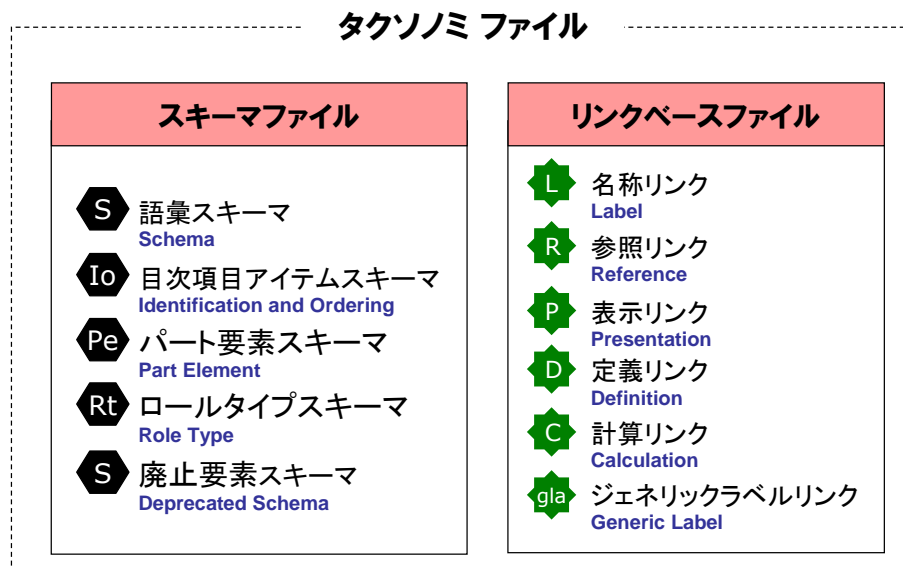 タクソノミ ファイル
スキーマファイル
S 語彙スキーマ
Schema
Io 目次項目アイテムスキーマ
Identification and Ordering
Pe パート要素スキーマ
Part Element
Rt ロールタイプスキーマ
Role Type
S 廃止要素スキーマ
Deprecated Schema
リンクベースファイル
L 名称リンク
Label
R 参照リンク
Reference
P 表示リンク
Presentation
D 定義リンク
Definition
C 計算リンク
Calculation
gla ジェネリックラベルリンク
Generic Label